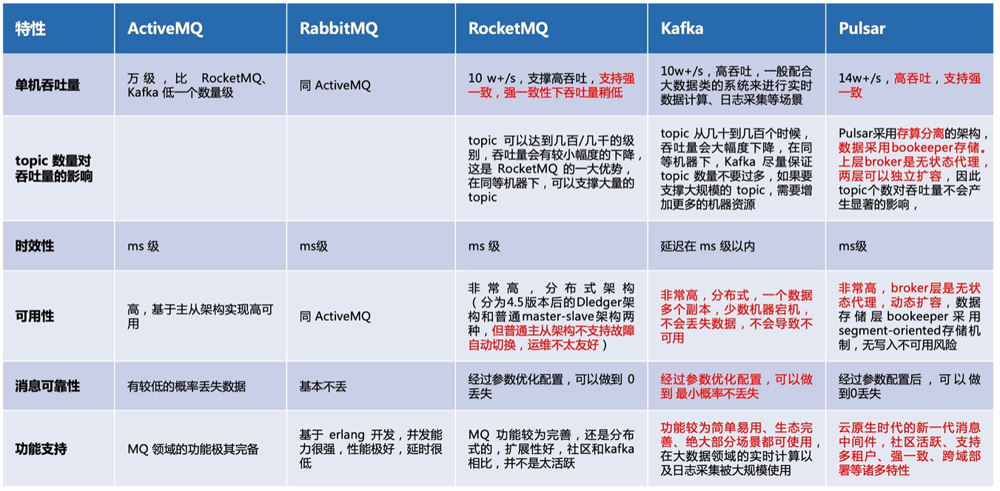 特性
ActiveMQ
RabbitMQ
RocketMQ
Kafka
Pulsar
单机吞吐量
万级，比 RocketMQ、
Kafka 低一个数量级
同 ActiveMQ
10 w+/s，支撑高吞吐，支持强
一致，强一致性下吞吐量稍低
10w+/s，高吞吐，一般配合
大数据类的系统来进行实时
数据计算、日志采集等场景
14w+/s，高吞吐，支持强
一致
topic 数量对
吞吐量的影响
topic 可以达到几百/几千的级
别，吞吐量会有较小幅度的下降，
这是 RocketMQ 的一大优势，
在同等机器下，可以支撑大量的
topic
topic 从几十到几百个时候，
吞吐量会大幅度下降，在同
等机器下，Kafka 尽量保证
topic 数量不要过多，如果要
支撑大规模的 topic，需要增
加更多的机器资源
Pulsar采用存算分离的架构，
数据采用bookeeper存储。
上层broker是无状态代理，
两层可以独立扩容，因此
topic个数对吞吐量不会产
生显著的影响，
时效性
ms 级
ms级
ms 级
延迟在 ms 级以内
ms级
可用性
高，基于主从架构实现高可
用
同 ActiveMQ
非常高，分布式架构
（分为4.5版本后的Dledger架
构和普通master-slave架构两
种，但普通主从架构不支持故障
自动切换，运维不太友好）
非常高，分布式，一个数据
多个副本，少数机器宕机，
不会丢失数据，不会导致不
可用
非常高，broker层是无状
态代理，动态扩容，数据
存储层bookeeper采用
segment-oriented存储机
制，无写入不可用风险
消息可靠性
有较低的概率丢失数据
基本不丢
经过参数优化配置，可以做到 0
丢失
经过参数优化配置，可以做
到 最小概率不丢失
经过参数配置后，可以做
到0丢失
功能支持
MQ 领域的功能极其完备
基于 erlang 开发，并发能
力很强，性能极好，延时很
低
MQ 功能较为完善，还是分布
式的，扩展性好，社区和kafka
相比，并不是太活跃
功能较为简单易用、生态完
善、绝大部分场景都可使用，
在大数据领域的实时计算以
及日志采集被大规模使用
云原生时代的新一代消息
中间件，社区活跃、支持
多租户、强一致、跨域部
署等诸多特性